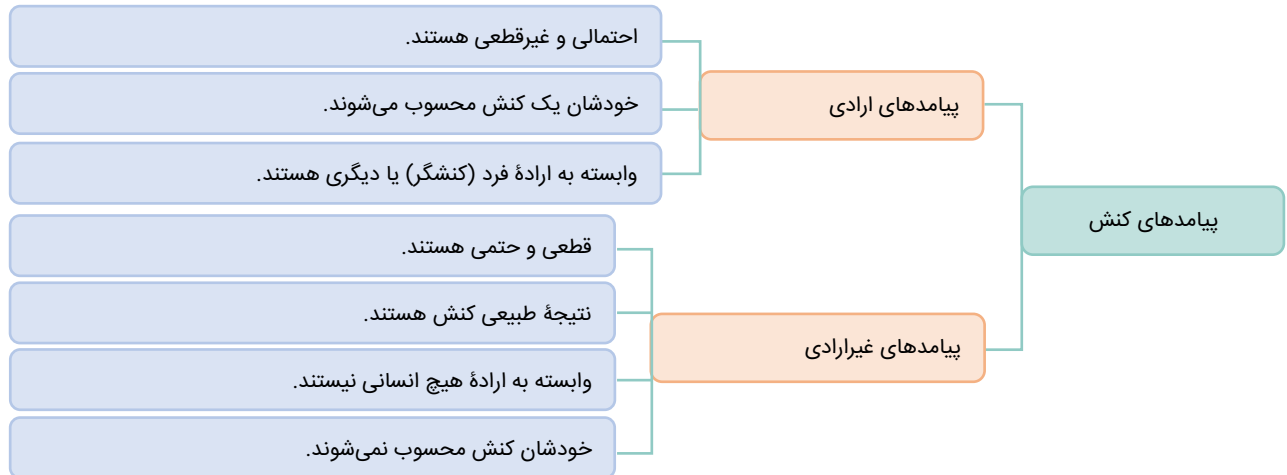 پیامدهای کنش
پیامدهای ارادی
احتمالی و غیرقطعی هستند.
خودشان یک کنش محسوب می‌شوند.
وابسته به ارادهٔ فرد (کنشگر) یا دیگری هستند.
پیامدهای غیرارادی
قطعی و حتمی هستند.
نتیجهٔ طبیعی کنش هستند.
وابسته به ارادهٔ هیچ انسانی نیستند.
خودشان کنش محسوب نمی‌شوند.